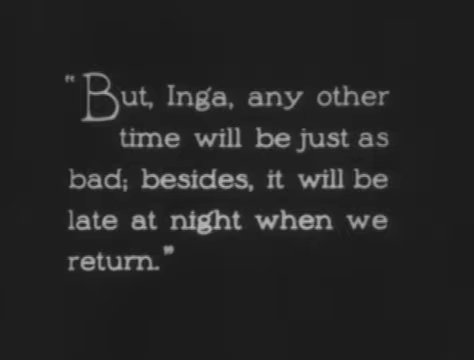 "But, Inga, any other
time will be just as
bad; besides, it will be
late at night when we
return."